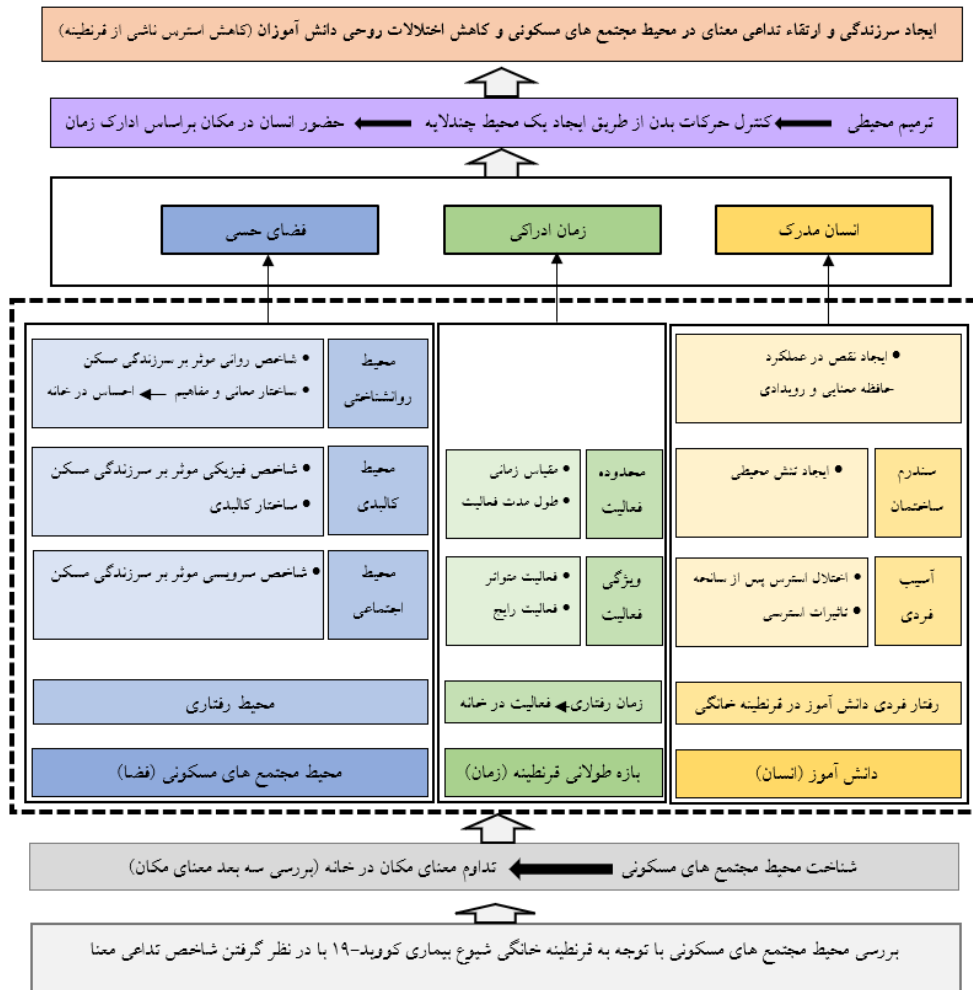 ایجاد سرزندگی و ارتقاء تداعی معنای در محیط مجتمع های مسکونی و کاهش اختلالات روحی دانش آموزان (کاهش استرس ناشی از قرنطینه)
ترمیم محیطی ← کنترل حرکات بدن از طریق ایجاد یک محیط چندلایه ← حضور انسان در مکان براساس ادارک زمان
انسان مدرک
زمان ادراکی
فضای حسی
• ایجاد نقص در عملکرد
حافظه معنایی و رویدادی
سندرم
ساختمان
• ایجاد تنش محیطی
آسیب
فردی
• اختلال استرس پس از سانحه
• تاثیرات استرسی
رفتار فردی دانش آموز در قرنطینه خانگی
دانش آموز (انسان)
محدوده
فعالیت
• مقیاس زمانی
• طول مدت فعالیت
ویژگی
فعالیت
• فعالیت متواتر
• فعالیت رایج
زمان رفتاری ← فعالیت در خانه
بازه طولانی قرنطینه (زمان)
محیط
روانشناختی
• شاخص روانی موثر بر سرزندگی مسکن
• ساختار معانی و مفاهیم ← احساس در خانه
محیط
کالبدی
• شاخص فیزیکی موثر بر سرزندگی مسکن
• ساختار کالبدی
محیط
اجتماعی
• شاخص سرویسی موثر بر سرزندگی مسکن
محیط رفتاری
محیط مجتمع های مسکونی (فضا)
شناخت محیط مجتمع های مسکونی ← تداوم معنای مکان در خانه (بررسی سه بعد معنای مکان)
بررسی محیط مجتمع های مسکونی با توجه به قرنطینه خانگی شیوع بیماری کووید-۱۹ با در نظر گرفتن شاخص تداعی معنا